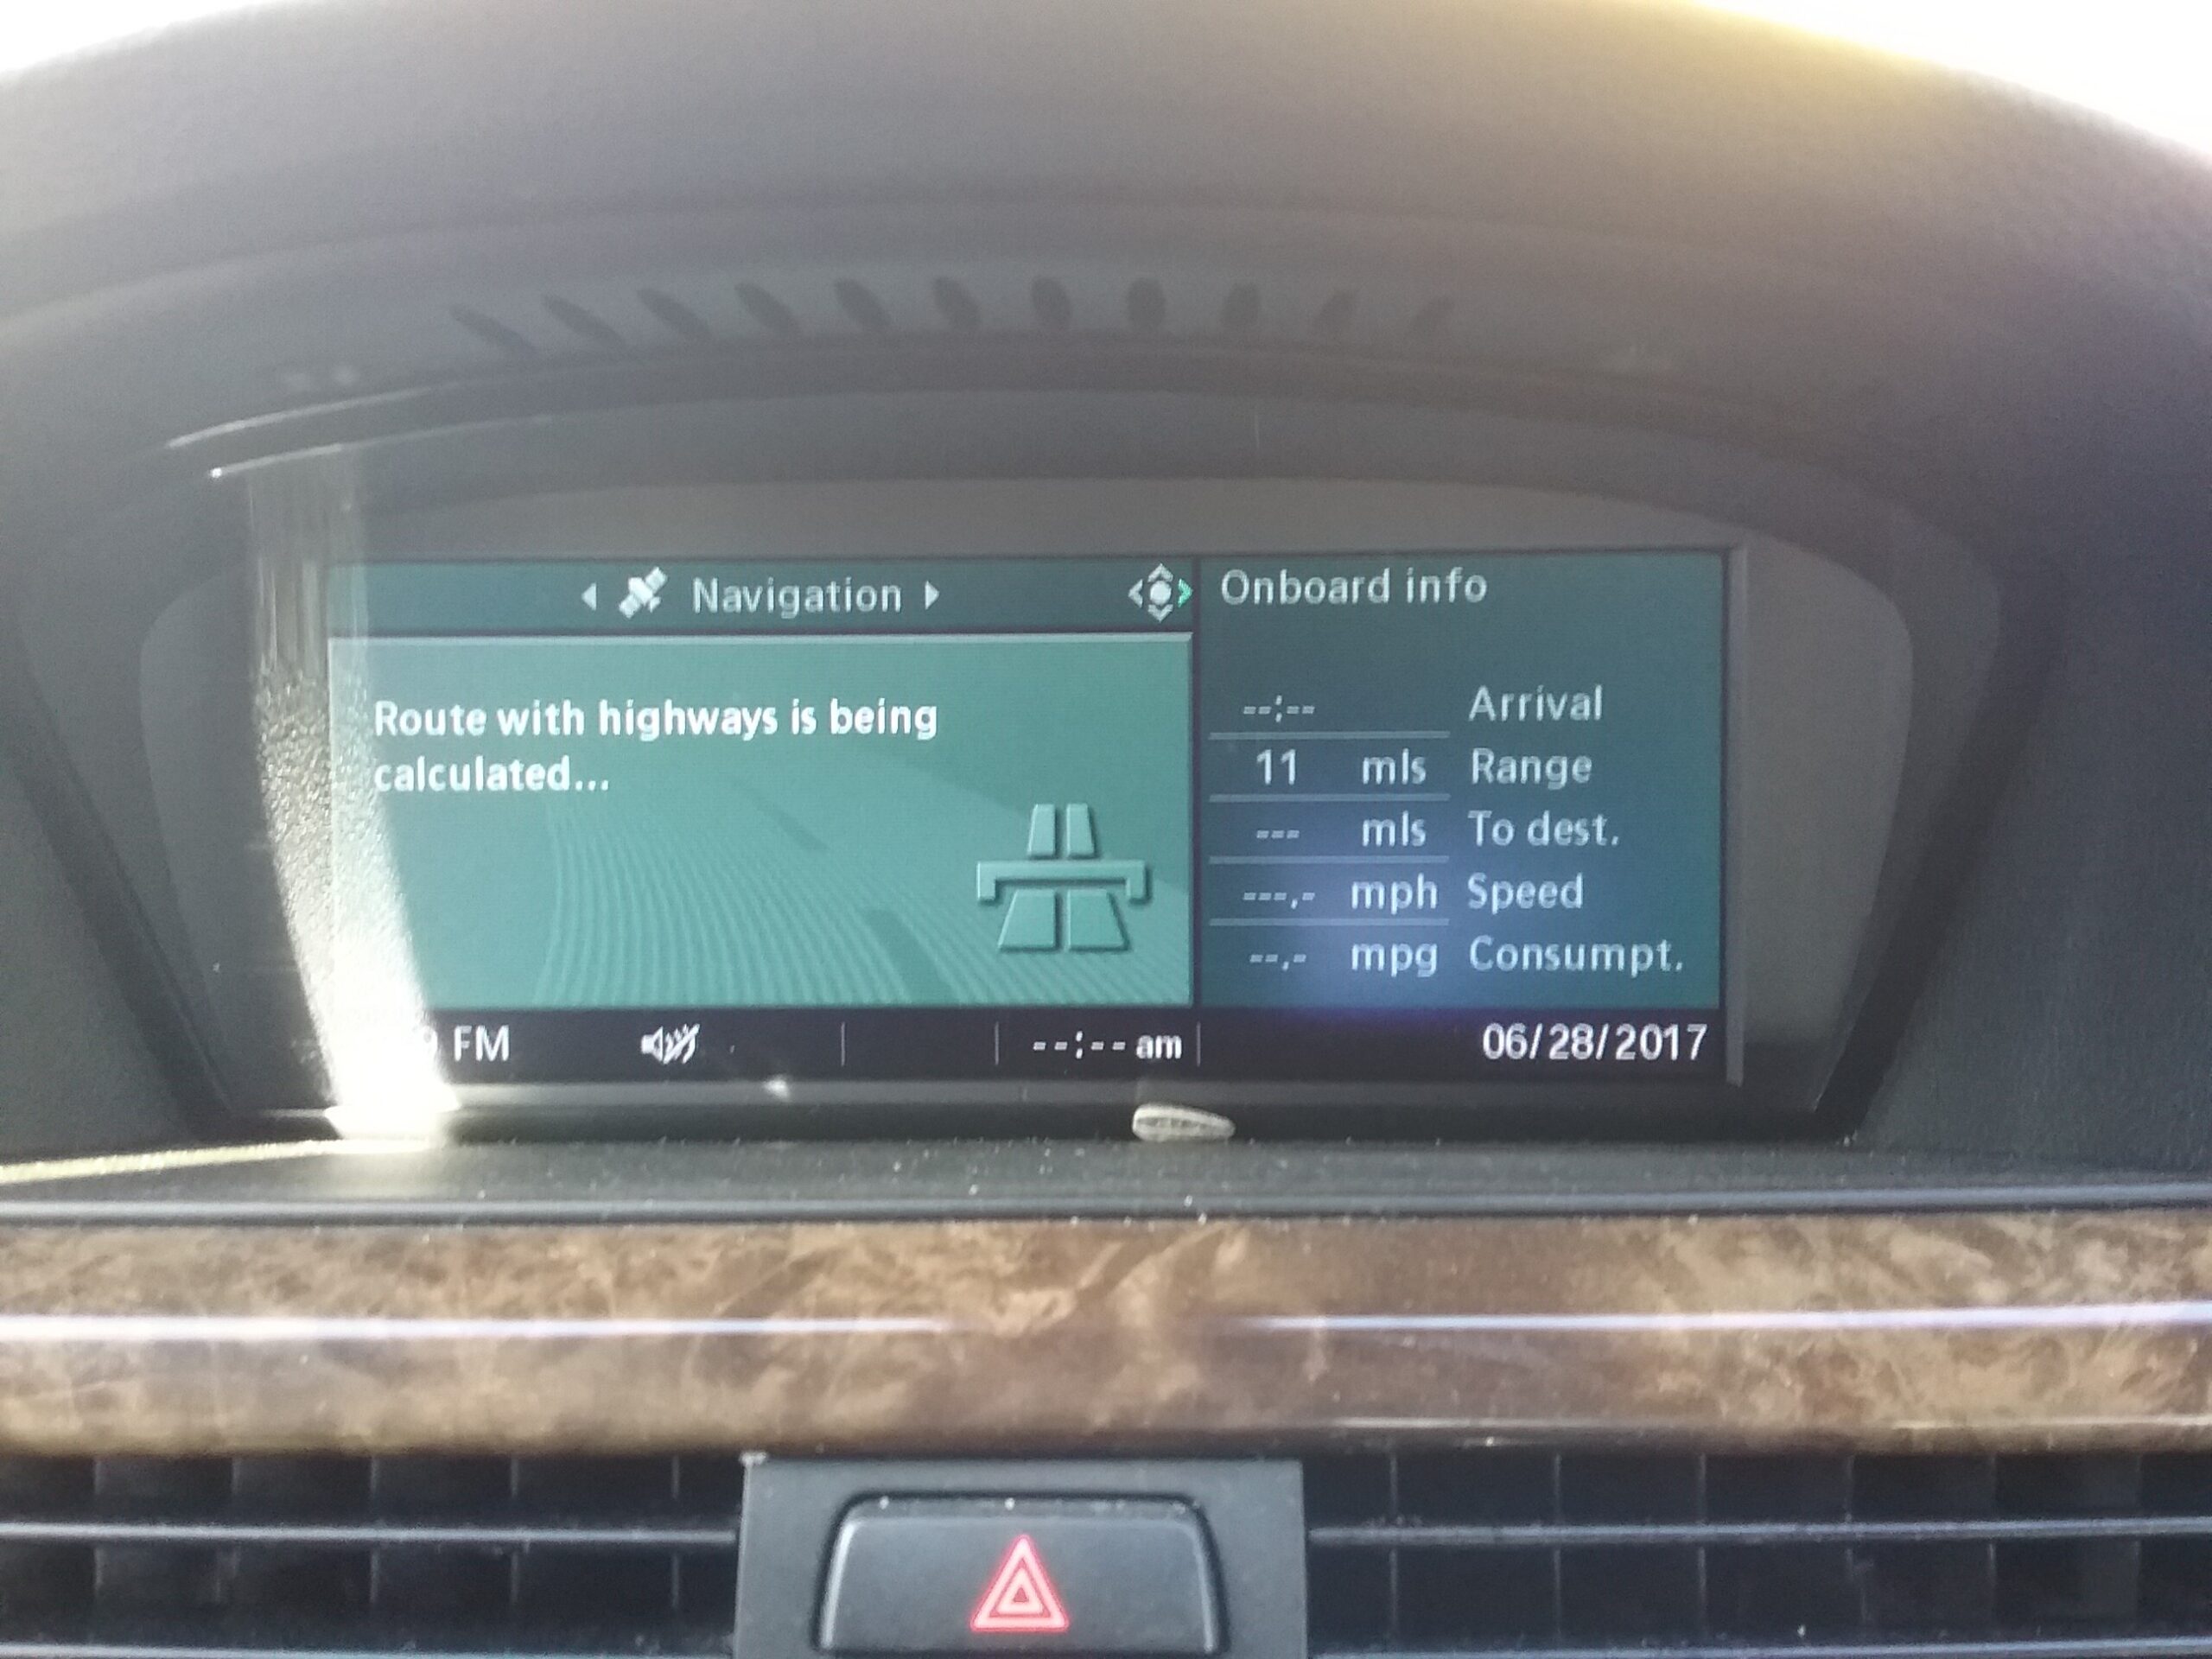 Navigation
Route with highways is being
calculated...
FM
--:-- am
Onboard info
--:-- Arrival
11 mls Range
--- mls To dest.
---.- mph Speed
--.- mpg Consumpt.
06/28/2017